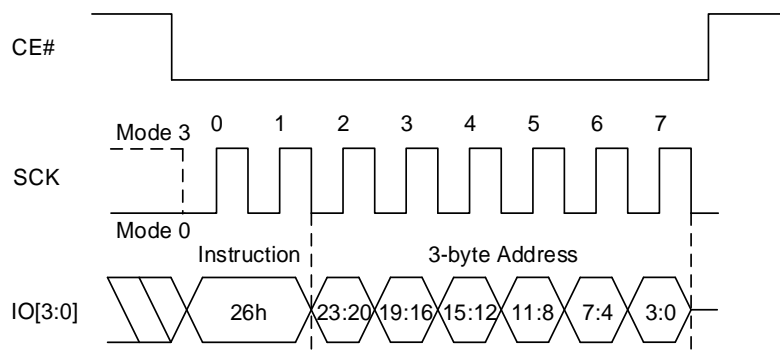 CE#
Mode 3
0 1 2 3 4 5 6 7
SCK
Mode 0
Instruction 3-byte Address
IO[3:0] 26h 23:20 19:16 15:12 11:8 7:4 3:0